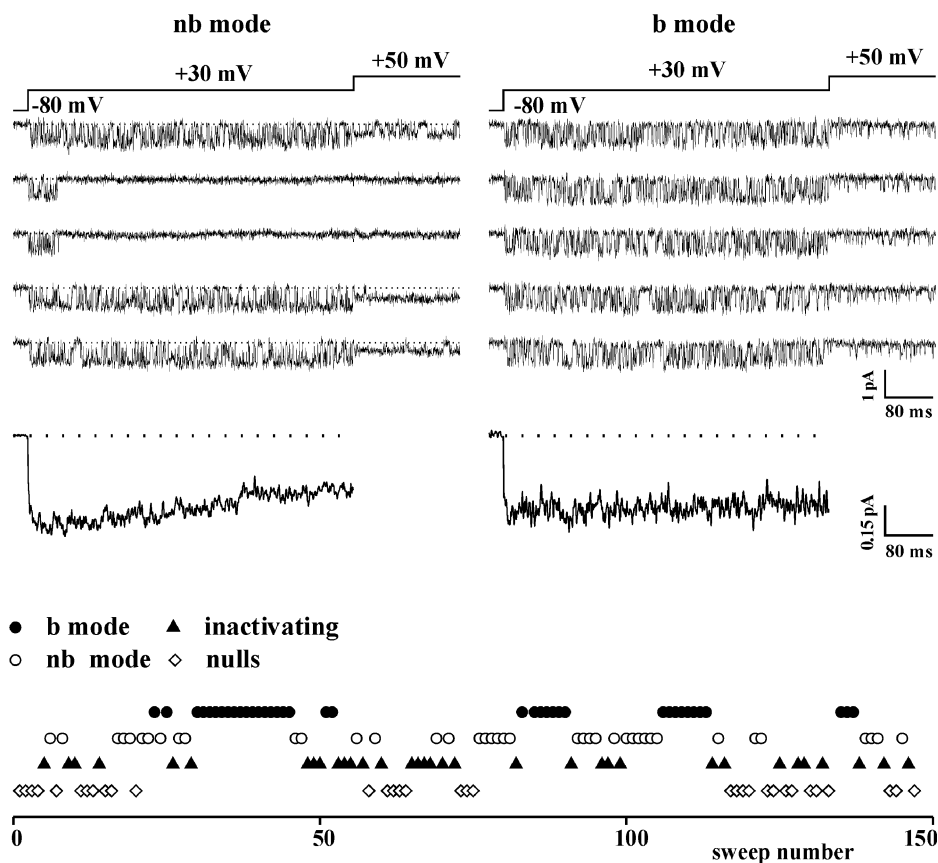 nb mode
b mode
+30 mV
+50 mV
+30 mV
+50 mV
-80 mV
-80 mV
1 pA
80 ms
0.15 pA
80 ms
b mode
inactivating
nb mode
nulls
0
50
100
150
sweep number